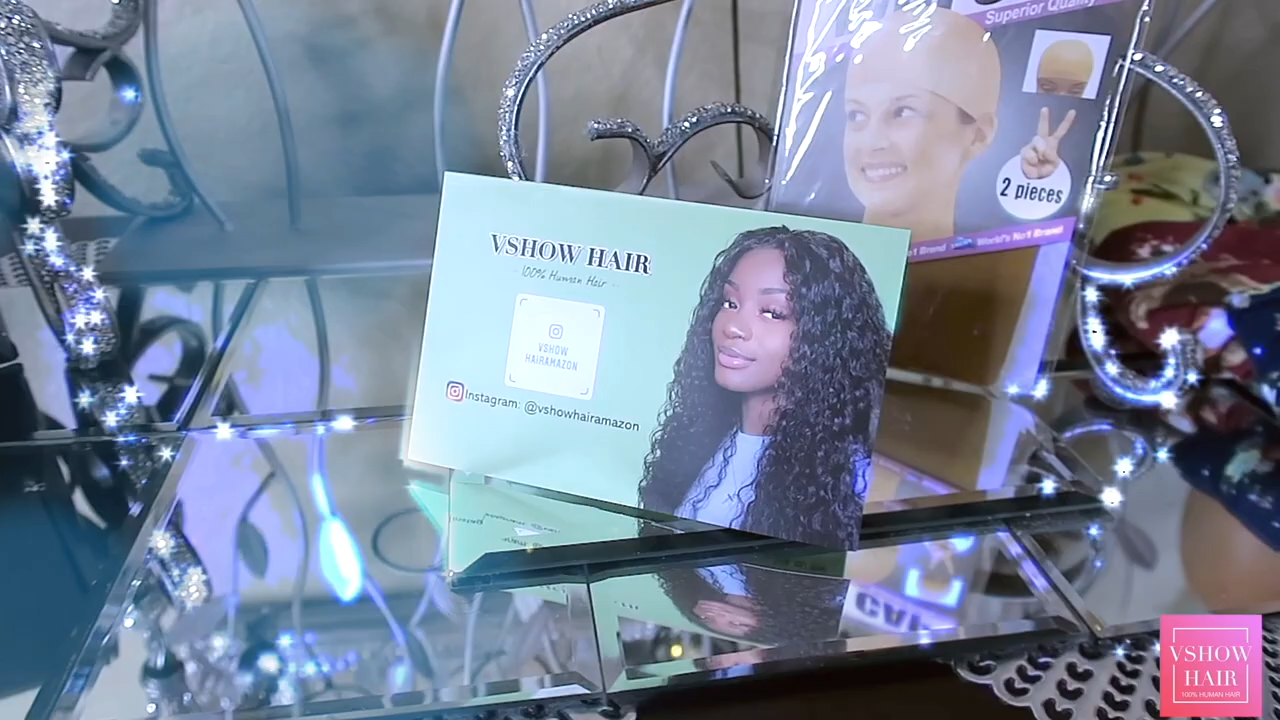 Superior Quality
2 pieces
World's No1 Brand
VSHOW HAIR
100% Human Hair
VSHOW
HAIRAMAZON
Instagram: @vshowhairamazon
VSHOW
HAIR
100% HUMAN HAIR